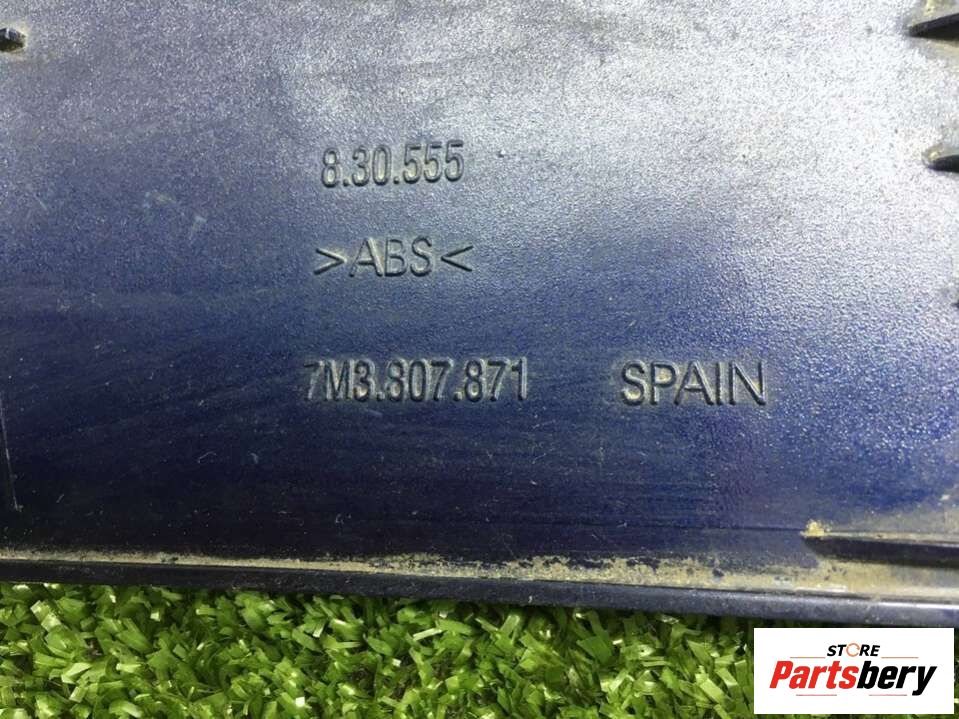 8.30.555
>ABS<
7M3.807.871 SPAIN
STORE
Partsbery